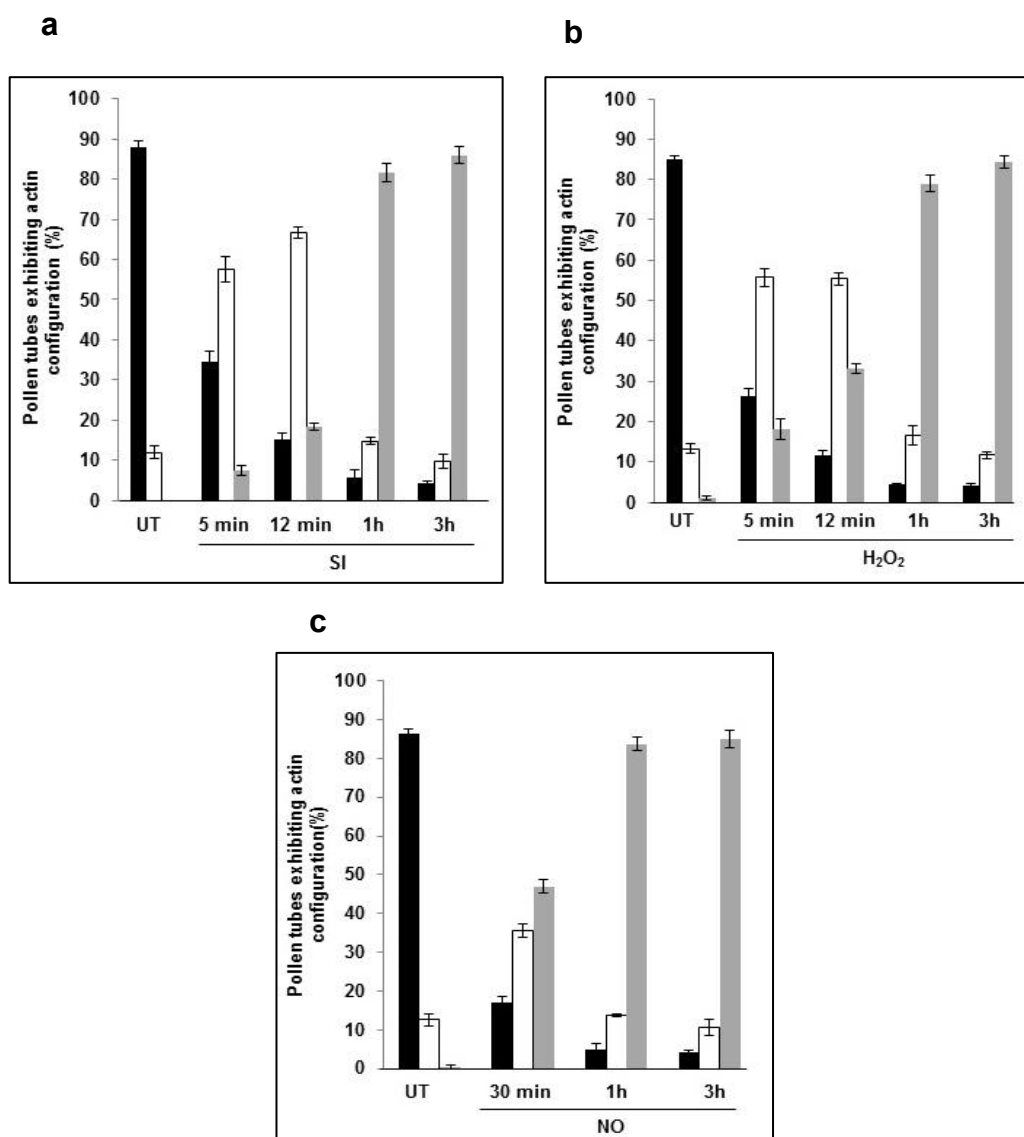 a
Pollen tubes exhibiting actin
configuration (%)
100
90
80
70
60
50
40
30
20
10
0
UT
5 min
12 min
1h
3h
SI
b
Pollen tubes exhibiting actin
configuration (%)
100
90
80
70
60
50
40
30
20
10
0
UT
5 min
12 min
1h
3h
H₂O₂
c
Pollen tubes exhibiting actin
configuration(%)
100
90
80
70
60
50
40
30
20
10
0
UT
30 min
1h
3h
NO